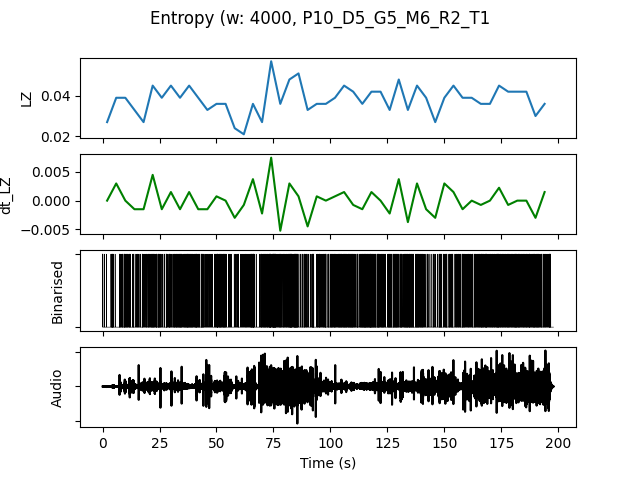 Entropy (w: 4000, P10_D5_G5_M6_R2_T1
LZ
0.04
0.02
dt_LZ
0.005
0.000
−0.005
Binarised
Audio
0 25 50 75 100 125 150 175 200
Time (s)